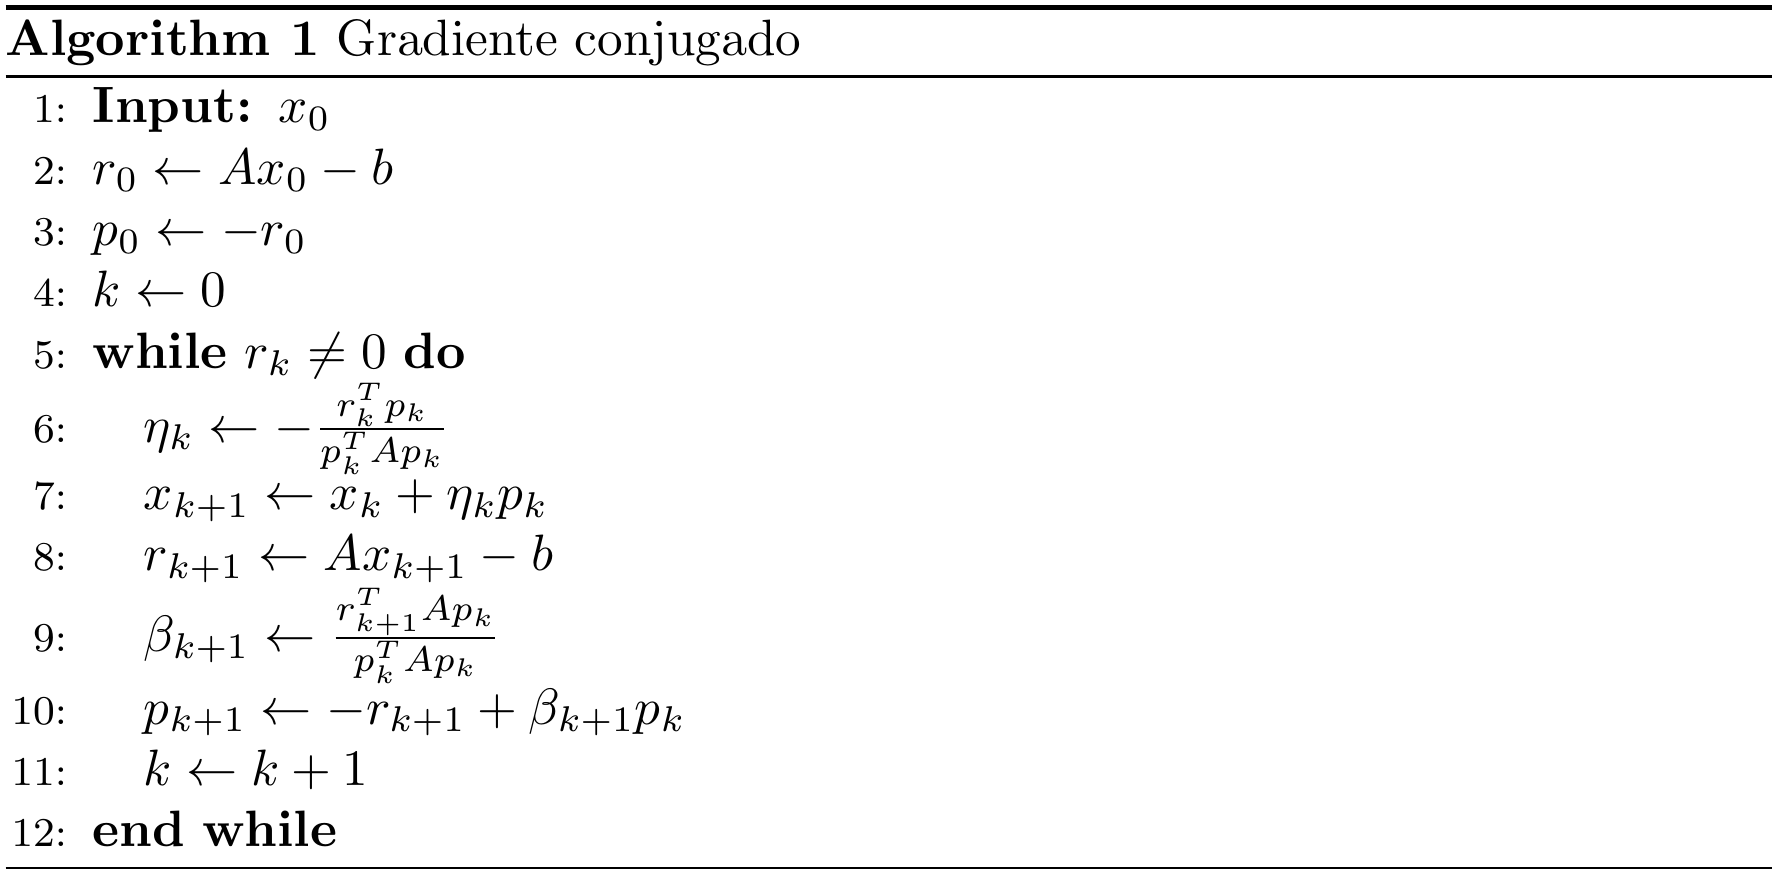 Algorithm 1 Gradiente conjugado
1: Input: $x_0$
2: $r_0 \leftarrow Ax_0 - b$
3: $p_0 \leftarrow -r_0$
4: $k \leftarrow 0$
5: while $r_k \neq 0$ do
6: $\eta_k \leftarrow -\frac{r_k^T p_k}{p_k^T A p_k}$
7: $x_{k+1} \leftarrow x_k + \eta_k p_k$
8: $r_{k+1} \leftarrow Ax_{k+1} - b$
9: $\beta_{k+1} \leftarrow \frac{r_{k+1}^T A p_k}{p_k^T A p_k}$
10: $p_{k+1} \leftarrow -r_{k+1} + \beta_{k+1} p_k$
11: $k \leftarrow k + 1$
12: end while